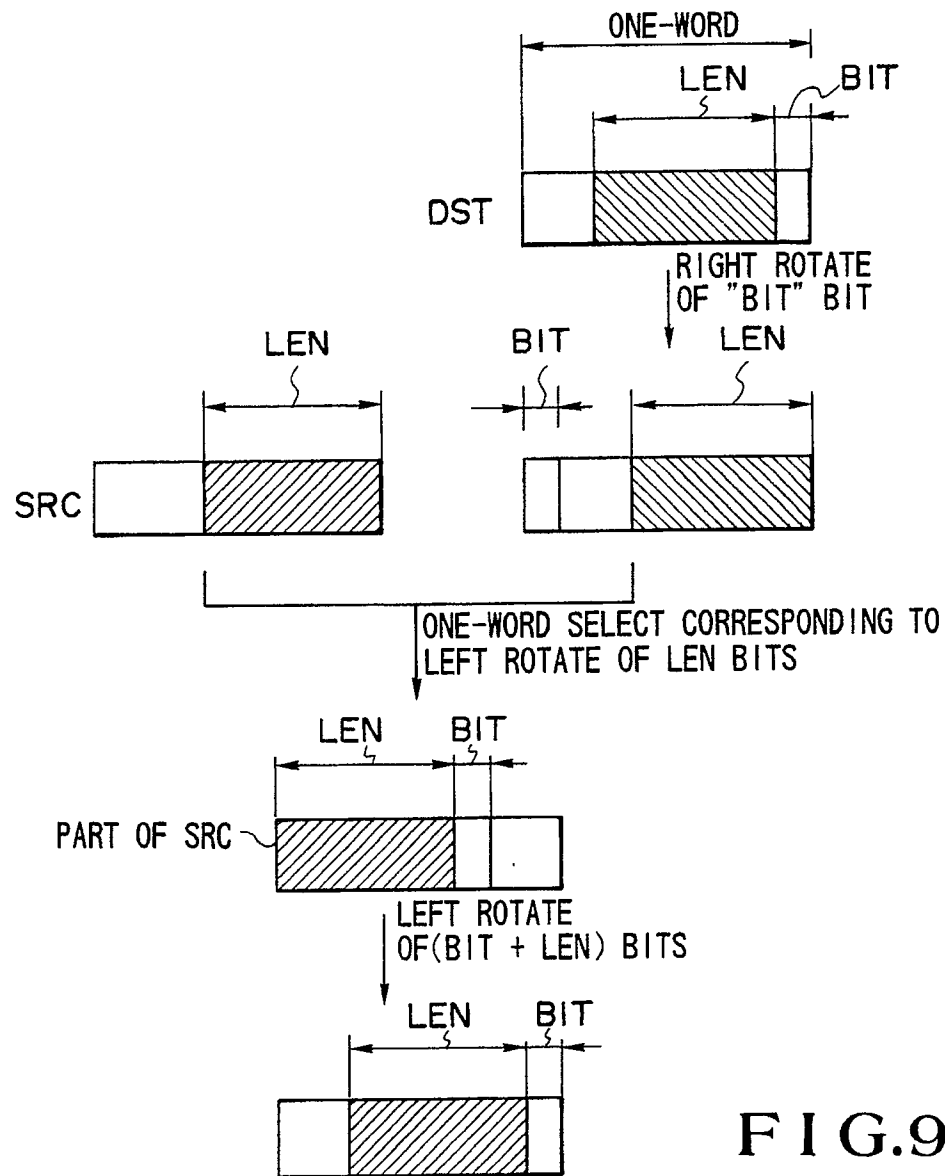 ONE-WORD
LEN
BIT
DST
RIGHT ROTATE
OF "BIT" BIT
LEN
BIT
LEN
SRC
ONE-WORD SELECT CORRESPONDING TO
LEFT ROTATE OF LEN BITS
LEN
BIT
PART OF SRC
LEFT ROTATE
OF(BIT + LEN) BITS
LEN
BIT
FIG.9